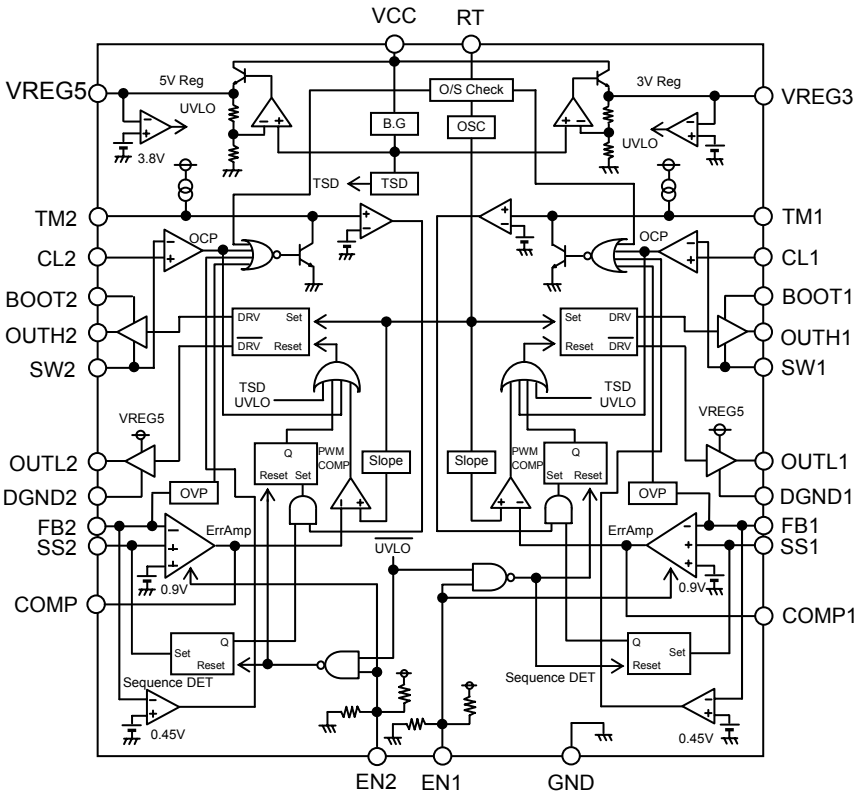 VCC RT
VREG5 5V Reg O/S Check 3V Reg VREG3
UVLO B.G OSC UVLO
3.8V
TSD TSD
TM2 TM1
OCP OCP
CL2 CL1
BOOT2 BOOT1
DRV Set Set DRV
OUTH2 OUTH1
DRV Reset Reset DRV
SW2 SW1
TSD TSD
UVLO UVLO
VREG5 VREG5
Q PWM COMP Slope Slope PWM COMP Q
OUTL2 Reset Set Set Reset OUTL1
DGND2 OVP OVP DGND1
FB2 ErrAmp ErrAmp FB1
SS2 SS1
UVLO
0.9V 0.9V
COMP COMP1
Q Q
Set Set
Reset Reset
Sequence DET Sequence DET
0.45V 0.45V
EN2 EN1 GND